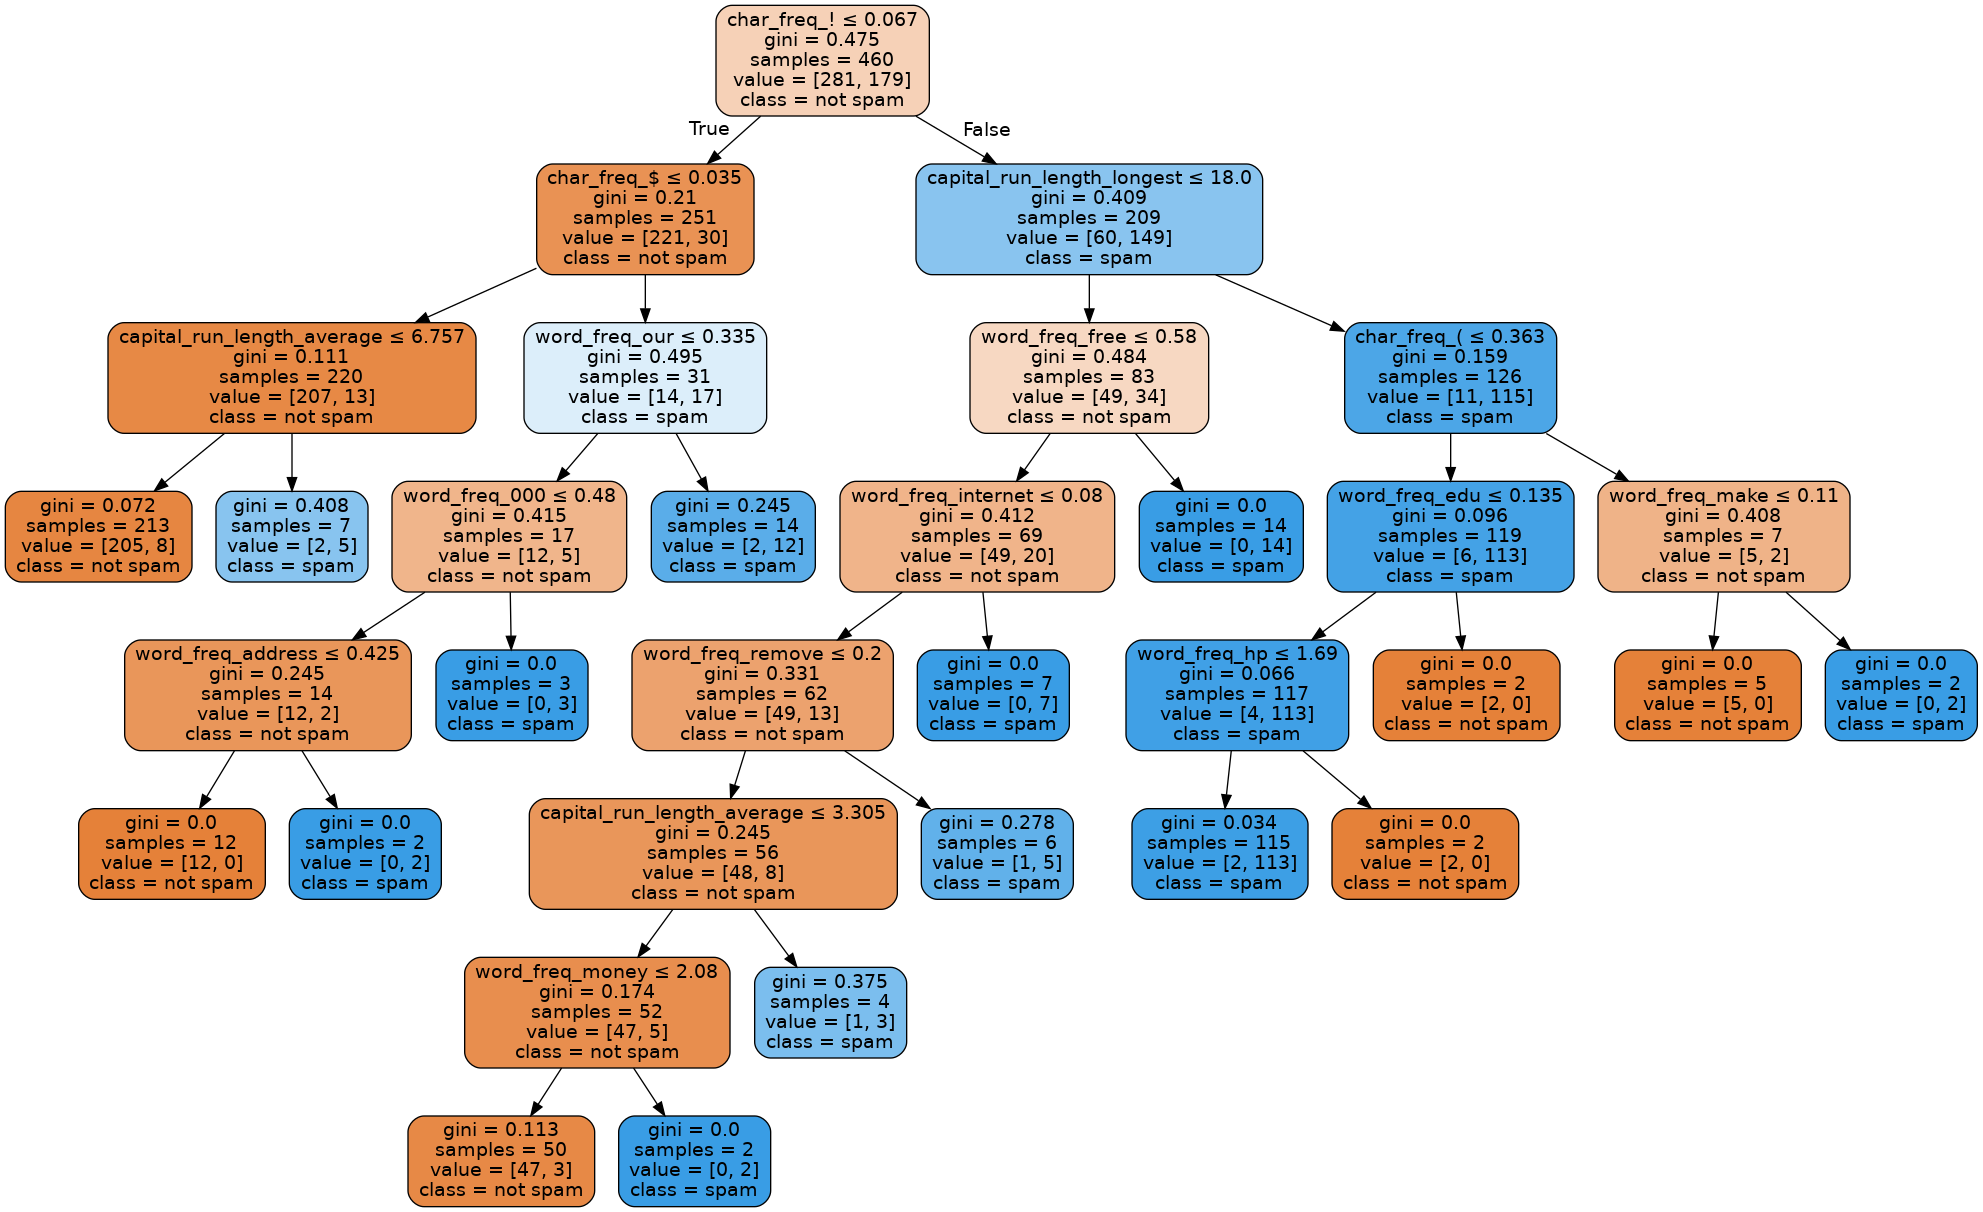 char_freq_! ≤ 0.067
gini = 0.475
samples = 460
value = [281, 179]
class = not spam
True
False
char_freq_$ ≤ 0.035
gini = 0.21
samples = 251
value = [221, 30]
class = not spam
capital_run_length_longest ≤ 18.0
gini = 0.409
samples = 209
value = [60, 149]
class = spam
capital_run_length_average ≤ 6.757
gini = 0.111
samples = 220
value = [207, 13]
class = not spam
word_freq_our ≤ 0.335
gini = 0.495
samples = 31
value = [14, 17]
class = spam
word_freq_free ≤ 0.58
gini = 0.484
samples = 83
value = [49, 34]
class = not spam
char_freq_( ≤ 0.363
gini = 0.159
samples = 126
value = [11, 115]
class = spam
gini = 0.072
samples = 213
value = [205, 8]
class = not spam
gini = 0.408
samples = 7
value = [2, 5]
class = spam
word_freq_000 ≤ 0.48
gini = 0.415
samples = 17
value = [12, 5]
class = not spam
gini = 0.245
samples = 14
value = [2, 12]
class = spam
word_freq_internet ≤ 0.08
gini = 0.412
samples = 69
value = [49, 20]
class = not spam
gini = 0.0
samples = 14
value = [0, 14]
class = spam
word_freq_edu ≤ 0.135
gini = 0.096
samples = 119
value = [6, 113]
class = spam
word_freq_make ≤ 0.11
gini = 0.408
samples = 7
value = [5, 2]
class = not spam
word_freq_address ≤ 0.425
gini = 0.245
samples = 14
value = [12, 2]
class = not spam
gini = 0.0
samples = 3
value = [0, 3]
class = spam
word_freq_remove ≤ 0.2
gini = 0.331
samples = 62
value = [49, 13]
class = not spam
gini = 0.0
samples = 7
value = [0, 7]
class = spam
word_freq_hp ≤ 1.69
gini = 0.066
samples = 117
value = [4, 113]
class = spam
gini = 0.0
samples = 2
value = [2, 0]
class = not spam
gini = 0.0
samples = 5
value = [5, 0]
class = not spam
gini = 0.0
samples = 2
value = [0, 2]
class = spam
gini = 0.0
samples = 12
value = [12, 0]
class = not spam
gini = 0.0
samples = 2
value = [0, 2]
class = spam
capital_run_length_average ≤ 3.305
gini = 0.245
samples = 56
value = [48, 8]
class = not spam
gini = 0.278
samples = 6
value = [1, 5]
class = spam
gini = 0.034
samples = 115
value = [2, 113]
class = spam
gini = 0.0
samples = 2
value = [2, 0]
class = not spam
word_freq_money ≤ 2.08
gini = 0.174
samples = 52
value = [47, 5]
class = not spam
gini = 0.375
samples = 4
value = [1, 3]
class = spam
gini = 0.113
samples = 50
value = [47, 3]
class = not spam
gini = 0.0
samples = 2
value = [0, 2]
class = spam